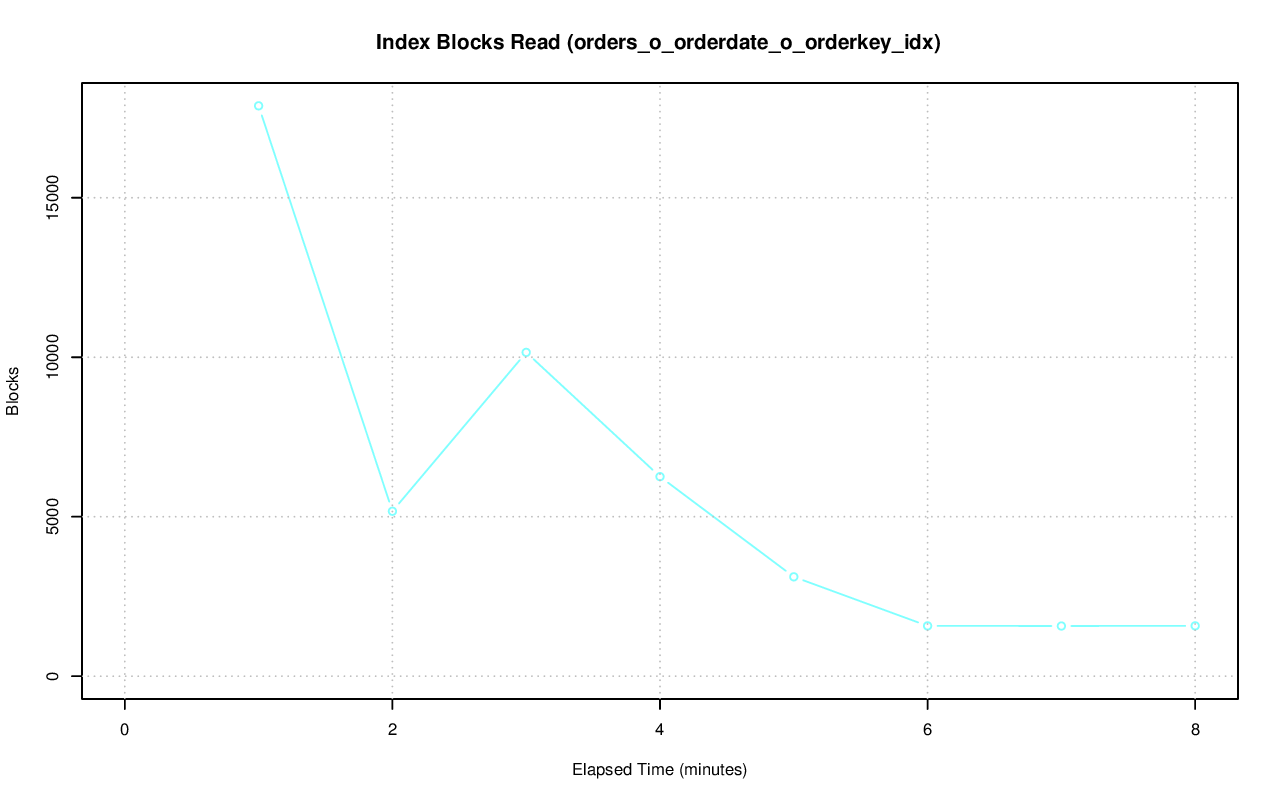 Index Blocks Read (orders_o_orderdate_o_orderkey_idx)
15000
10000
5000
0
Blocks
0 2 4 6 8
Elapsed Time (minutes)